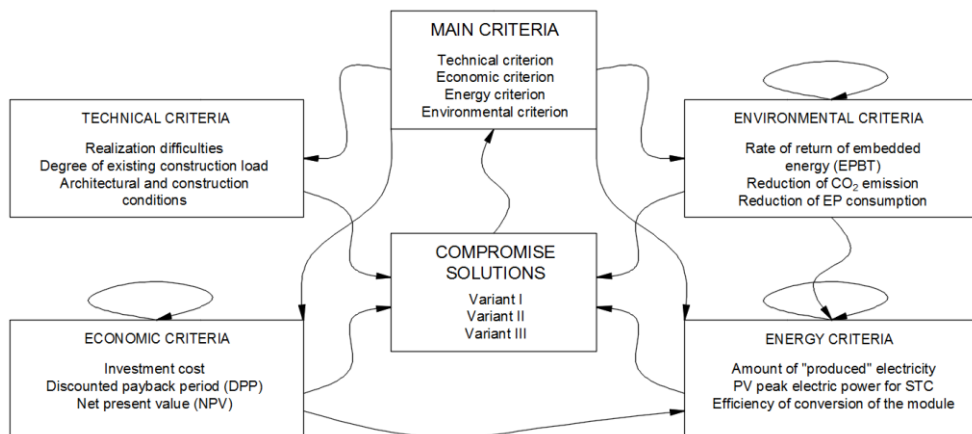 MAIN CRITERIA
Technical criterion
Economic criterion
Energy criterion
Environmental criterion
TECHNICAL CRITERIA
Realization difficulties
Degree of existing construction load
Architectural and construction
conditions
ENVIRONMENTAL CRITERIA
Rate of return of embedded
energy (EPBT)
Reduction of CO₂ emission
Reduction of EP consumption
COMPROMISE
SOLUTIONS
Variant I
Variant II
Variant III
ECONOMIC CRITERIA
Investment cost
Discounted payback period (DPP)
Net present value (NPV)
ENERGY CRITERIA
Amount of "produced" electricity
PV peak electric power for STC
Efficiency of conversion of the module